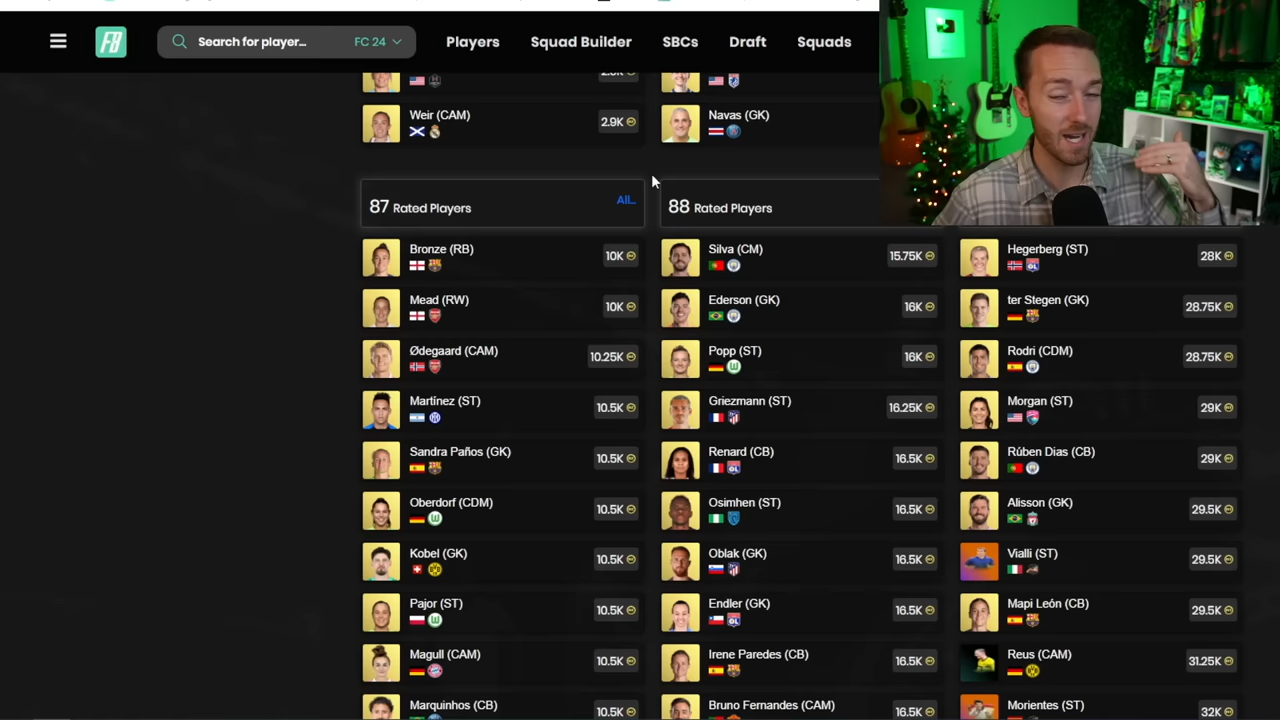 FB
Search for player...
FC 24
Players
Squad Builder
SBCs
Draft
Squads
Weir (CAM)
2.9K
Navas (GK)
87 Rated Players
All...
88 Rated Players
Bronze (RB)
10K
Silva (CM)
15.75K
Hegerberg (ST)
28K
Mead (RW)
10K
Ederson (GK)
16K
ter Stegen (GK)
28.75K
Ødegaard (CAM)
10.25K
Popp (ST)
16K
Rodri (CDM)
28.75K
Martínez (ST)
10.5K
Griezmann (ST)
16.25K
Morgan (ST)
29K
Sandra Paños (GK)
10.5K
Renard (CB)
16.5K
Rúben Dias (CB)
29K
Oberdorf (CDM)
10.5K
Osimhen (ST)
16.5K
Alisson (GK)
29.5K
Kobel (GK)
10.5K
Oblak (GK)
16.5K
Vialli (ST)
29.5K
Pajor (ST)
10.5K
Endler (GK)
16.5K
Mapi León (CB)
29.5K
Magull (CAM)
10.5K
Irene Paredes (CB)
16.5K
Reus (CAM)
31.25K
Marquinhos (CB)
10.5K
Bruno Fernandes (CAM)
16.5K
Morientes (ST)
32K